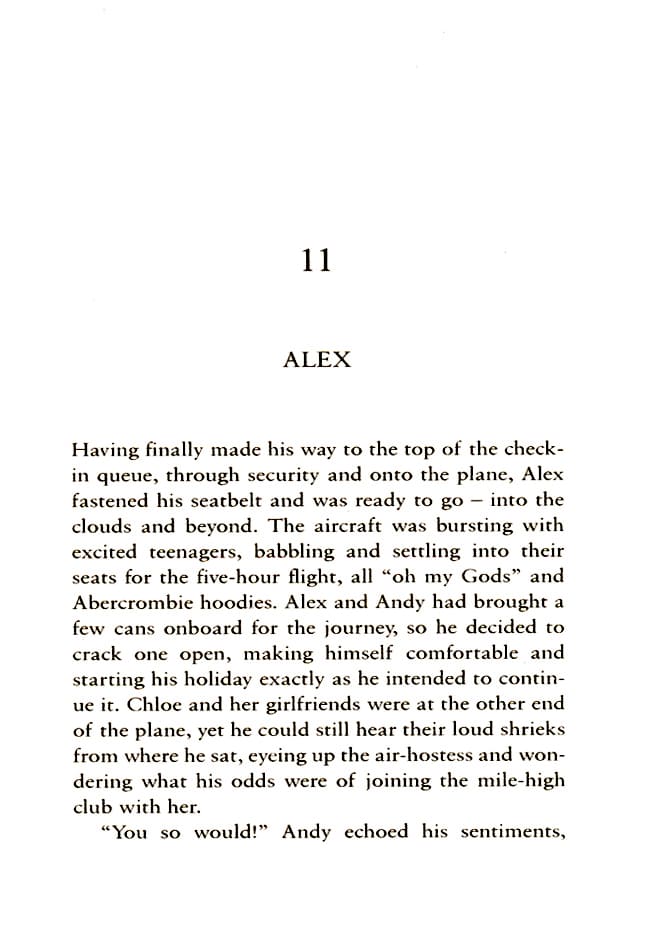 11
ALEX
Having finally made his way to the top of the check-
in queue, through security and onto the plane, Alex
fastened his seatbelt and was ready to go – into the
clouds and beyond. The aircraft was bursting with
excited teenagers, babbling and settling into their
seats for the five-hour flight, all “oh my Gods” and
Abercrombie hoodies. Alex and Andy had brought a
few cans onboard for the journey, so he decided to
crack one open, making himself comfortable and
starting his holiday exactly as he intended to contin-
ue it. Chloe and her girlfriends were at the other end
of the plane, yet he could still hear their loud shrieks
from where he sat, eyeing up the air-hostess and won-
dering what his odds were of joining the mile-high
club with her.
“You so would!” Andy echoed his sentiments,